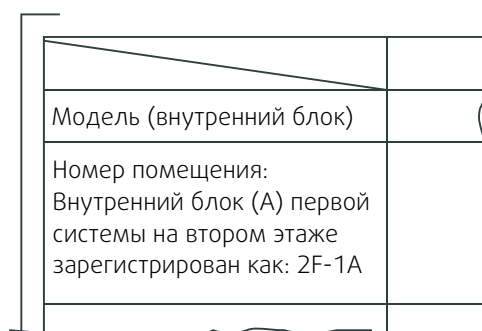 Модель (внутренний блок)
Номер помещения:
Внутренний блок (А) первой
системы на втором этаже
зарегистрирован как: 2F-1A